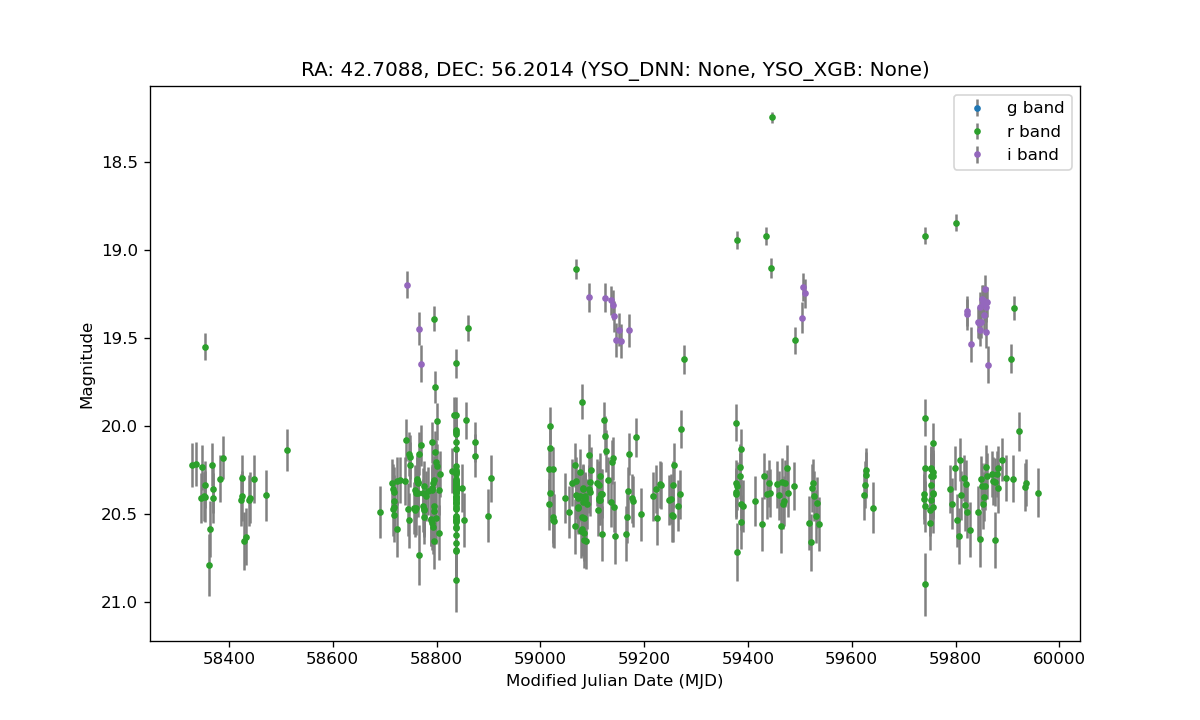 RA: 42.7088, DEC: 56.2014 (YSO_DNN: None, YSO_XGB: None)
g band
r band
i band
18.5
19.0
19.5
20.0
20.5
21.0
Magnitude
58400
58600
58800
59000
59200
59400
59600
59800
60000
Modified Julian Date (MJD)